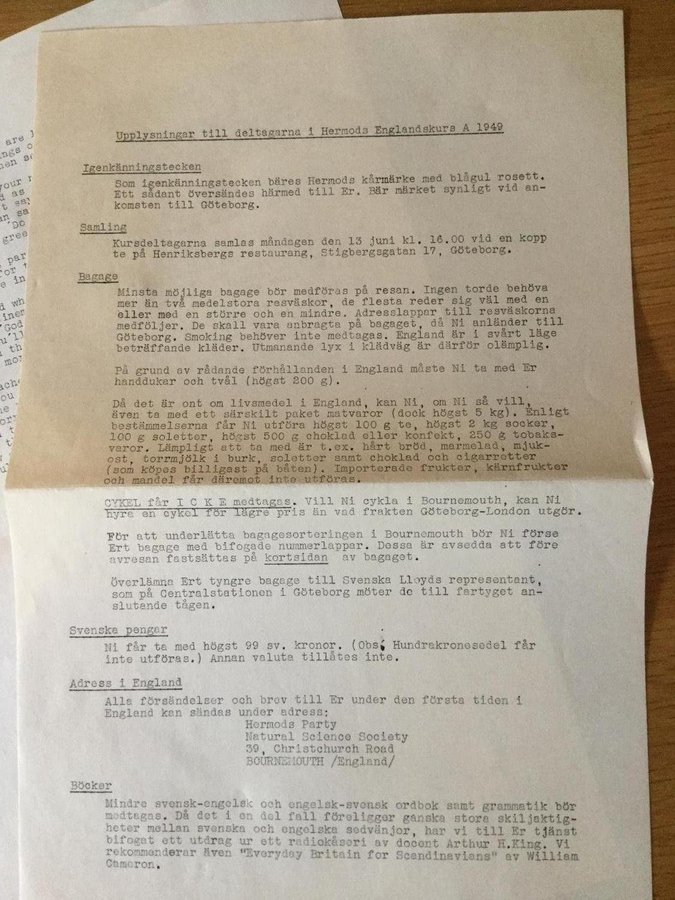 Upplysningar till deltagarna i Hermods Englandskurs A 1949
Igenkänningstecken
Som igenkänningstecken bäres Hermods kårmärke med blågul rosett.
Ett sådant översändes härmed till Er. Bär märket synligt vid an-
komsten till Göteborg.
Samling
Kursdeltagarna samlas måndagen den 13 juni kl. 16.00 vid en kopp
te på Henriksbergs restaurang, Stigbergsgatan 17, Göteborg.
Bagage
Minsta möjliga bagage bör medföras på resan. Ingen torde behöva
mer än två medelstora resväskor, de flesta reder sig väl med en
eller med en större och en mindre. Adresslappar till resväskorna
medföljer. De skall vara anbragta på bagaget, då Ni anländer till
Göteborg. Smoking behöver inte medtagas. England är i svårt läge
beträffande kläder. Utmanande lyx i klädväg är därför olämplig.
På grund av rådande förhållanden i England måste Ni ta med Er
handdukar och tvål (högst 200 g).
Då det är ont om livsmedel i England, kan Ni, om Ni så vill,
även ta med ett särskilt paket matvaror (dock högst 5 kg). Enligt
bestämmelserna får Ni utföra högst 100 g te, högst 2 kg socker,
100 g soletter, högst 500 g choklad eller konfekt, 250 g tobaks-
varor. Lämpligt att ta med är t.ex. hårt bröd, marmelad, mjuk-
ost, torrmjölk i burk, soletter samt choklad och cigarretter
(som köpes billigast på båten). Importerade frukter, kärnfrukter
och mandel får däremot inte utföras.
CYKEL får I C K E medtagas. Vill Ni cykla i Bournemouth, kan Ni
hyra en cykel för lägre pris än vad frakten Göteborg-London utgör.
För att underlätta bagagesorteringen i Bournemouth bör Ni förse
Ert bagage med bifogade nummerlappar. Dessa är avsedda att före
avresan fastsättas på kortsidan av bagaget.
Överlämna Ert tyngre bagage till Svenska Lloyds representant,
som på Centralstationen i Göteborg möter de till fartyget an-
slutande tågen.
Svenska pengar
Ni får ta med högst 99 sv. kronor. (Obs. Hundrakronesedel får
inte utföras.) Annan valuta tillåtes inte.
Adress i England
Alla försändelser och brev till Er under den första tiden i
England kan sändas under adress:
Hermods Party
Natural Science Society
39, Christchurch Road
BOURNEMOUTH /England/
Böcker
Mindre svensk-engelsk och engelsk-svensk ordbok samt grammatik bör
medtagas. Då det i en del fall föreligger ganska stora skiljaktig-
heter mellan svenska och engelska sedvänjor, har vi till Er tjänst
bifogat ett utdrag ur ett radiokåseri av docent Arthur H.King. Vi
rekommenderar även "Everyday Britain for Scandinavians" av William
Cameron.